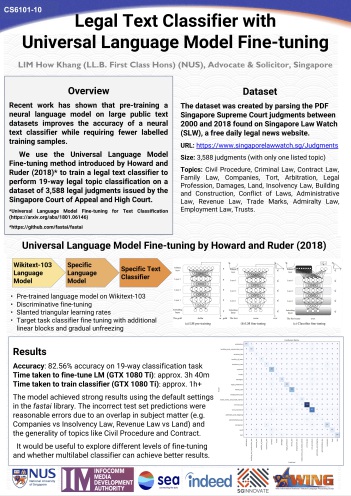 CS6101-10
Legal Text Classifier with
Universal Language Model Fine-tuning
LIM How Khang (LL.B. First Class Hons) (NUS), Advocate & Solicitor, Singapore
Overview
Recent work has shown that pre-training a
neural language model on large public text
datasets improves the accuracy of a neural
text classifier while requiring fewer labelled
training samples.
We use the Universal Language Model
Fine-tuning method introduced by Howard and
Ruder (2018)* to train a legal text classifier to
perform 19-way legal topic classification on a
dataset of 3,588 legal judgments issued by the
Singapore Court of Appeal and High Court.
*Universal Language Model Fine-tuning for Text Classification
(https://arxiv.org/abs/1801.06146)
^https://github.com/fastai/fastai
Dataset
The dataset was created by parsing the PDF
Singapore Supreme Court judgments between
2000 and 2018 found on Singapore Law Watch
(SLW), a free daily legal news website.
URL: https://www.singaporelawwatch.sg/Judgments
Size: 3,588 judgments (with only one listed topic)
Topics: Civil Procedure, Criminal Law, Contract Law,
Family Law, Companies, Tort, Arbitration, Legal
Profession, Damages, Land, Insolvency Law, Building
and Construction, Conflict of Laws, Administrative
Law, Revenue Law, Trade Marks, Admiralty Law,
Employment Law, Trusts.
Universal Language Model Fine-tuning by Howard and Ruder (2018)
Wikitext-103
Language
Model
Specific
Language
Model
Specific Text
Classifier
• Pre-trained language model on Wikitext-103
• Discriminative fine-tuning
• Slanted triangular learning rates
• Target task classifier fine tuning with additional
linear blocks and gradual unfreezing
Results
Accuracy: 82.56% accuracy on 19-way classification task
Time taken to fine-tune LM (GTX 1080 Ti): approx. 3h 40m
Time taken to train classifier (GTX 1080 Ti): approx. 1h+
The model achieved strong results using the default settings
in the fastai library. The incorrect test set predictions were
reasonable errors due to an overlap in subject matter (e.g.
Companies vs Insolvency Law, Revenue Law vs Land) and
the generality of topics like Civil Procedure and Contract.
It would be useful to explore different levels of fine-tuning
and whether multilabel classifier can achieve better results.
NUS
National University
of Singapore
IM
INFOCOMM
MEDIA
DEVELOPMENT
AUTHORITY
sea
indeed
SGINNOVATE
WING